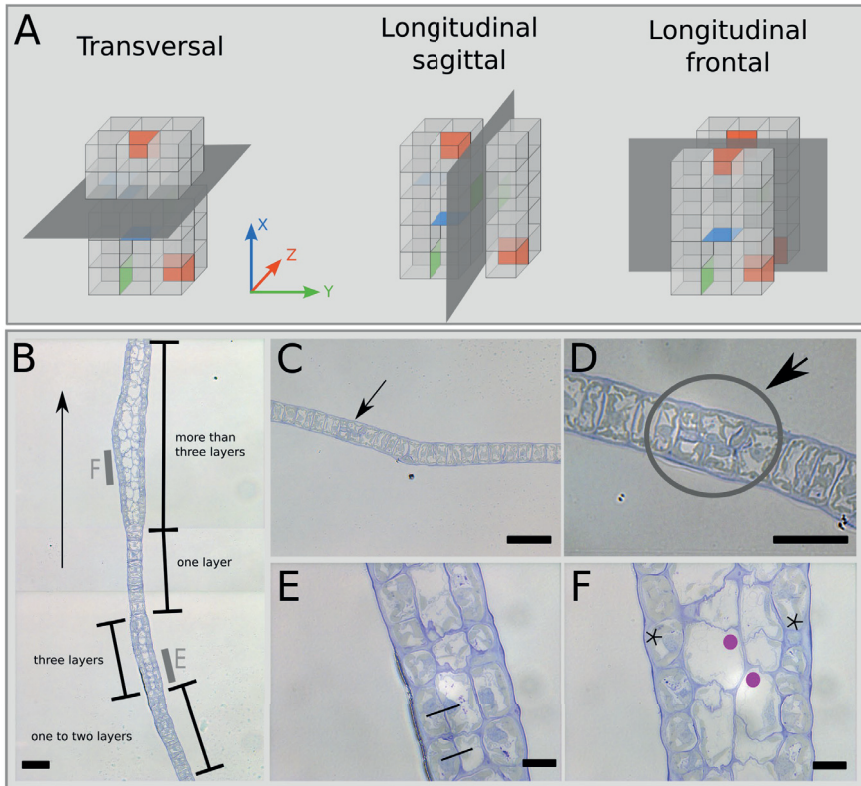 A
Transversal
Longitudinal
sagittal
Longitudinal
frontal
X
Z
Y
B
more than
three layers
F
one layer
three layers
E
one to two layers
C
D
E
F